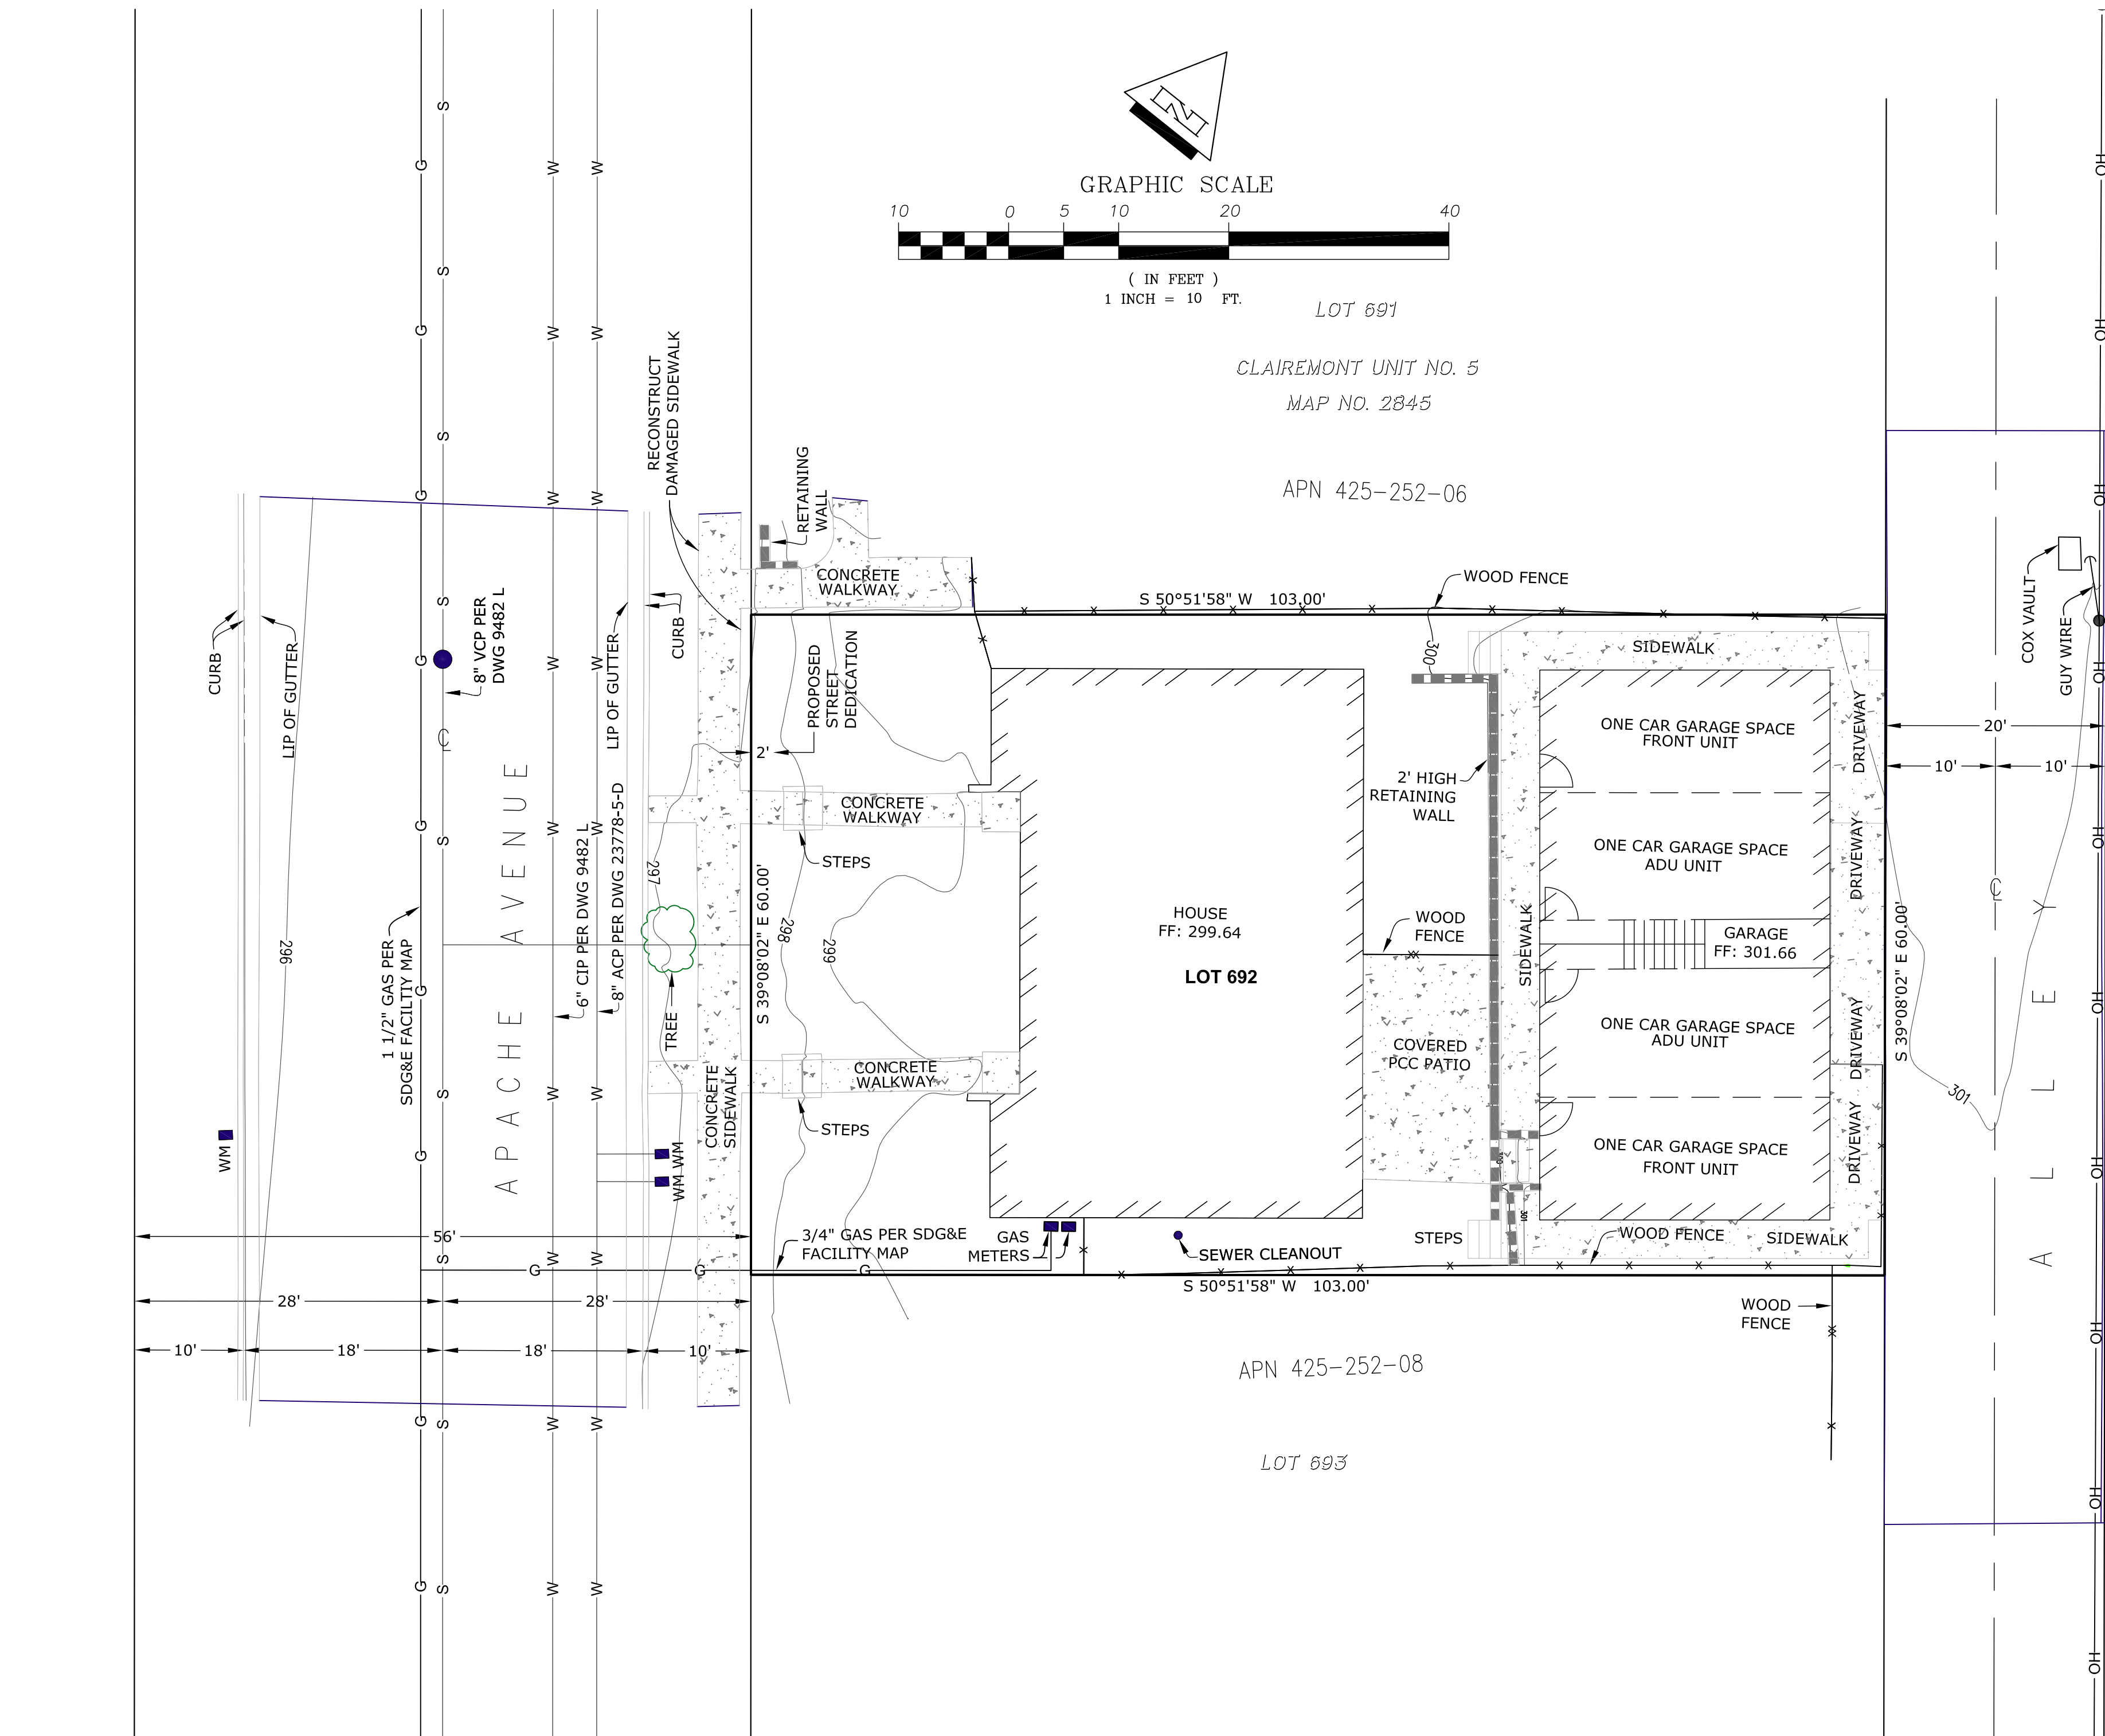 N
GRAPHIC SCALE
10 0 5 10 20 40
( IN FEET )
1 INCH = 10 FT.
LOT 691
CLAIREMONT UNIT NO. 5
MAP NO. 2845
APN 425-252-06
RECONSTRUCT
DAMAGED SIDEWALK
RETAINING
WALL
CONCRETE
WALKWAY
S 50°51'58" W 103.00'
WOOD FENCE
CURB
LIP OF GUTTER
8" VCP PER
DWG 9482 L
LIP OF GUTTER
CURB
PROPOSED
STREET
DEDICATION
2'
300
SIDEWALK
COX VAULT
GUY WIRE
20'
10'
10'
ONE CAR GARAGE SPACE
FRONT UNIT
DRIVEWAY
2' HIGH
RETAINING
WALL
CONCRETE
WALKWAY
STEPS
ONE CAR GARAGE SPACE
ADU UNIT
DRIVEWAY
APACHE AVENUE
6" CIP PER DWG 9482 L
8" ACP PER DWG 23778-5-D
297
296
298
299
S 39°08'02" E 60.00'
HOUSE
FF: 299.64
LOT 692
WOOD
FENCE
SIDEWALK
GARAGE
FF: 301.66
S 39°08'02" E 60.00'
ALLEY
1 1/2" GAS PER
SDG&E FACILTIY MAP
TREE
COVERED
PCC PATIO
ONE CAR GARAGE SPACE
ADU UNIT
DRIVEWAY
301
CONCRETE
WALKWAY
STEPS
CONCRETE
SIDEWALK
WM
WM WM
ONE CAR GARAGE SPACE
FRONT UNIT
DRIVEWAY
56'
3/4" GAS PER SDG&E
FACILITY MAP
GAS
METERS
SEWER CLEANOUT
STEPS
301
WOOD FENCE
SIDEWALK
S 50°51'58" W 103.00'
28'
28'
10'
18'
18'
10'
WOOD
FENCE
APN 425-252-08
LOT 693